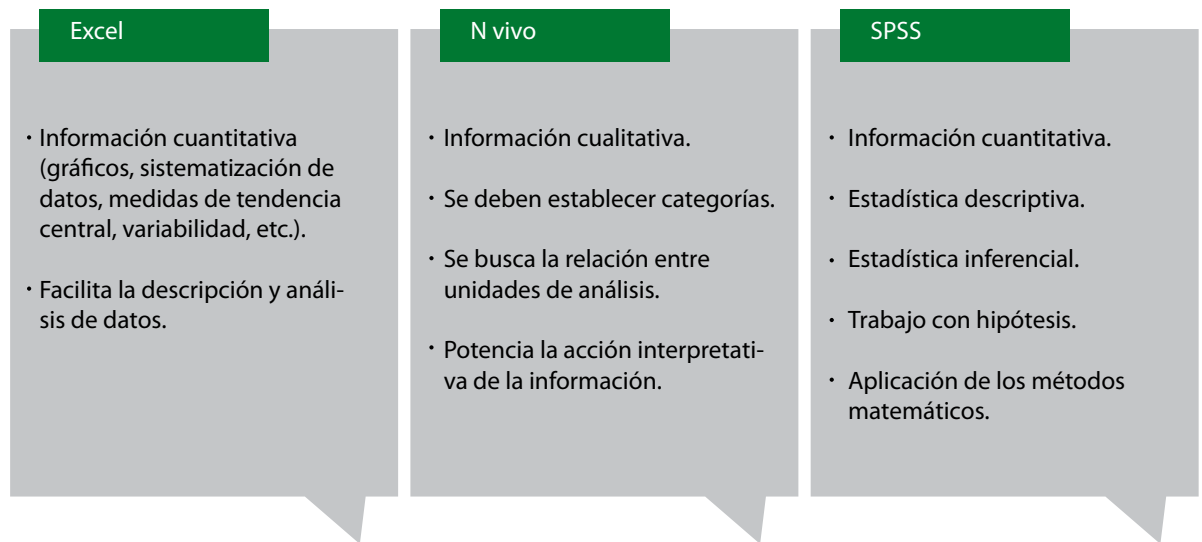 Excel
· Información cuantitativa
(gráficos, sistematización de
datos, medidas de tendencia
central, variabilidad, etc.).
· Facilita la descripción y análi-
sis de datos.
N vivo
· Información cualitativa.
· Se deben establecer categorías.
· Se busca la relación entre
unidades de análisis.
· Potencia la acción interpretati-
va de la información.
SPSS
· Información cuantitativa.
· Estadística descriptiva.
· Estadística inferencial.
· Trabajo con hipótesis.
· Aplicación de los métodos
matemáticos.